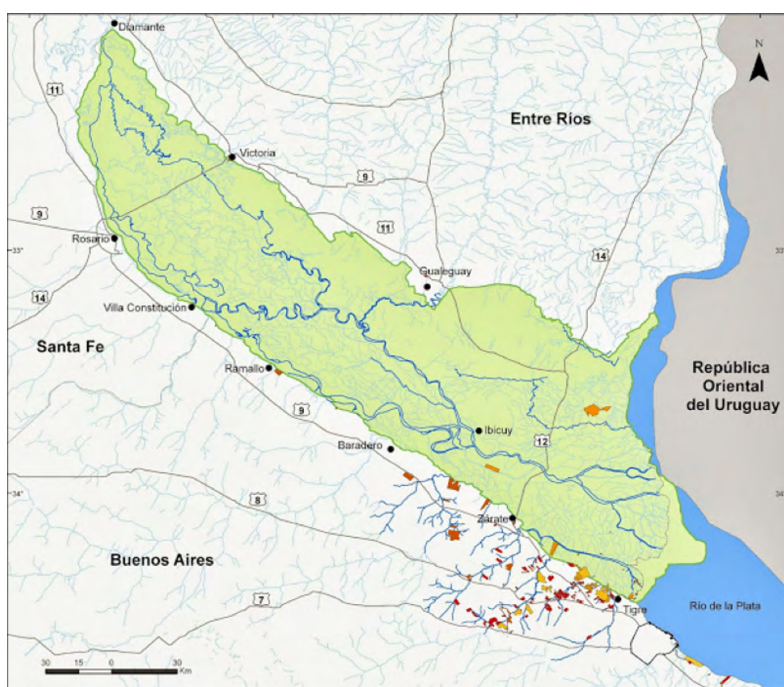 Diamante
N
11
Entre Ríos
Victoria
9
9
Rosario
11
33°
33°
14
Gualeguay
14
Villa Constitución
Santa Fe
Ramallo
República
Oriental
del Uruguay
9
Ibicuy
12
Baradero
34°
34°
8
Zárate
Buenos Aires
7
Tigre
Río de la Plata
30 15 0 30
Km